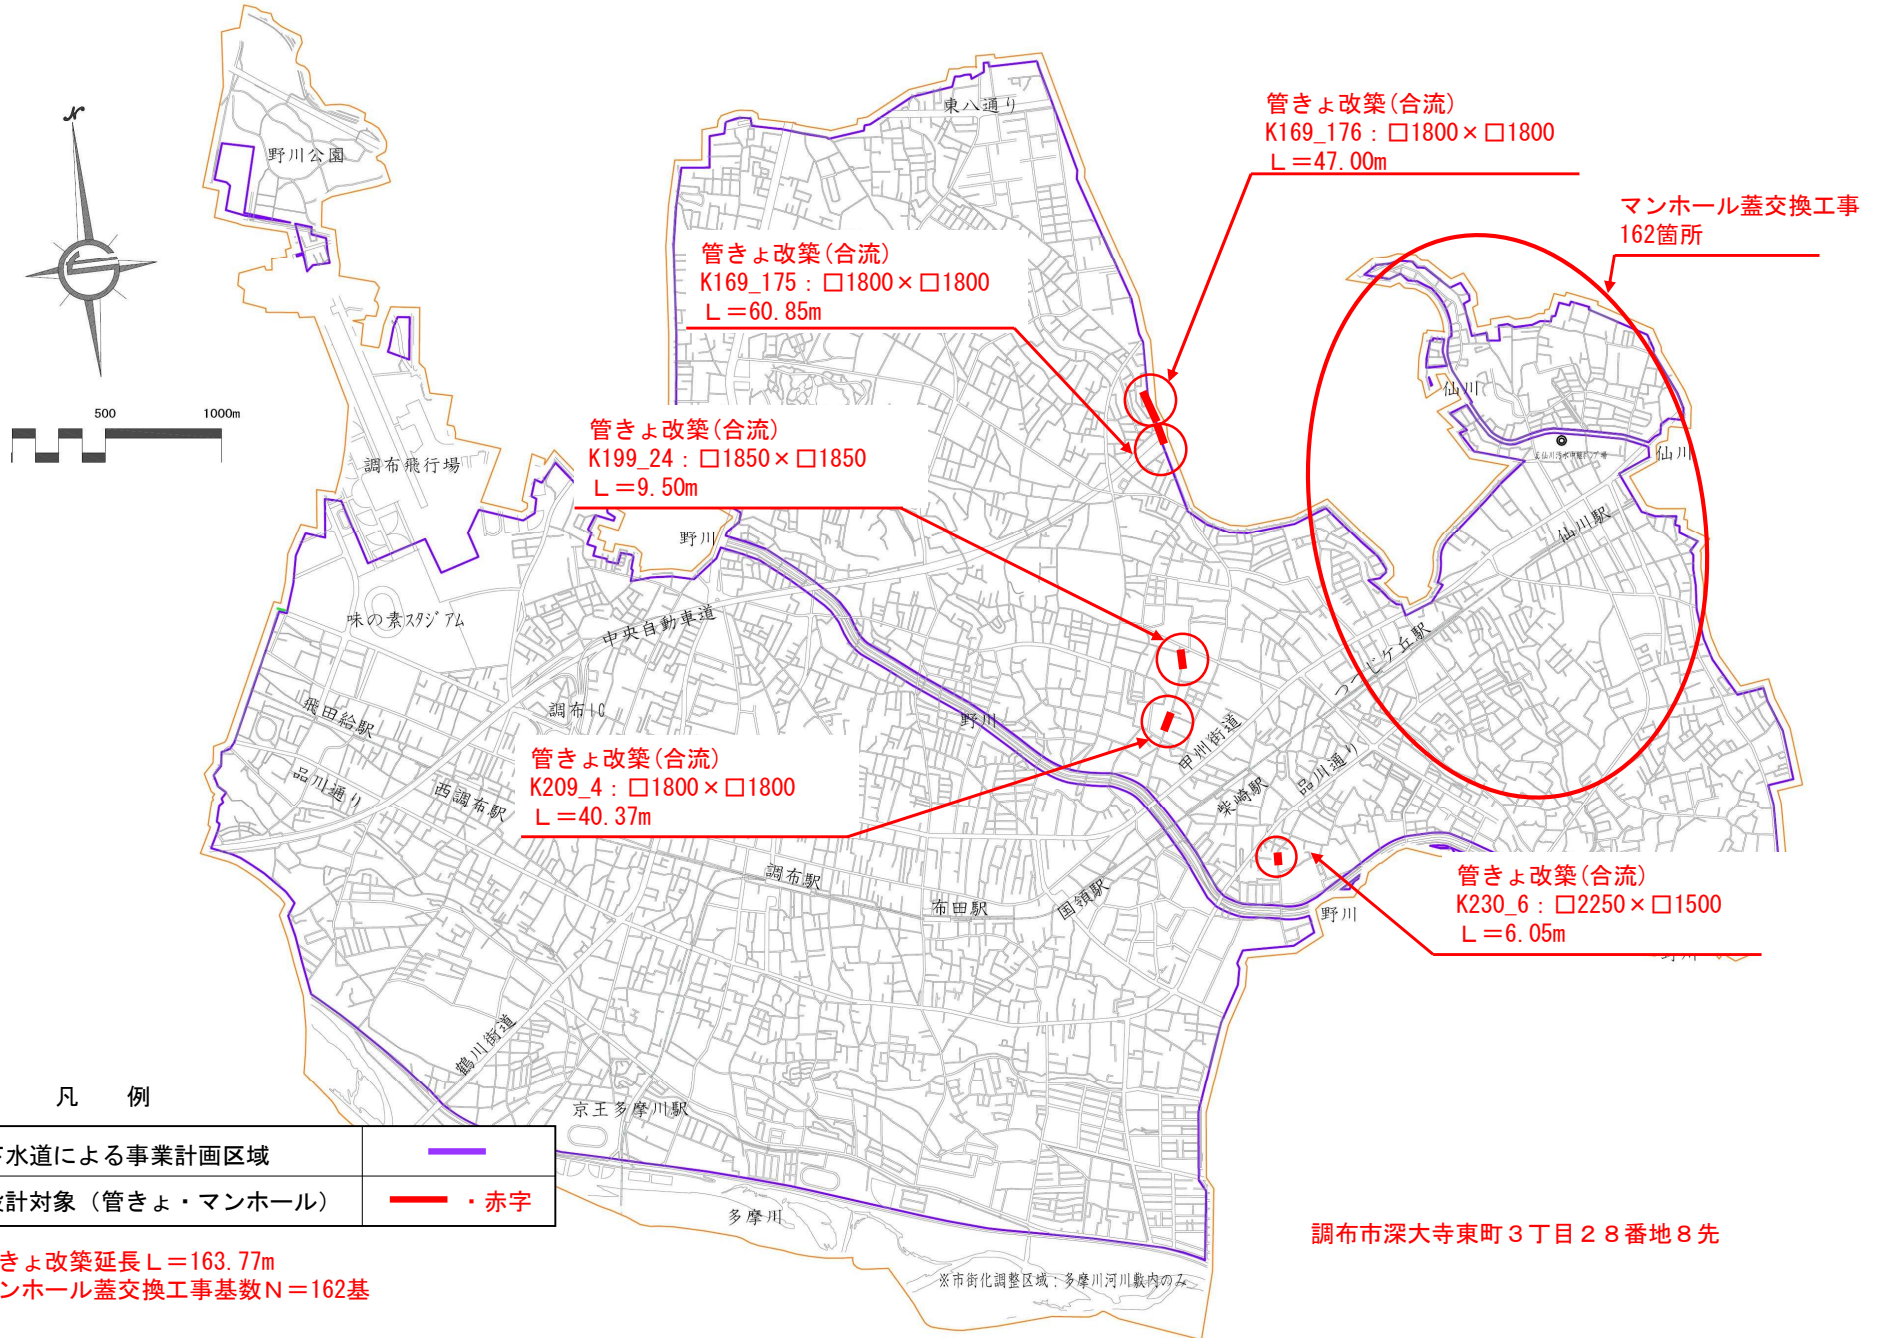 東八通り
管きょ改築(合流)
K169_176：□1800×□1800
L=47.00m
マンホール蓋交換工事
162箇所
野川公園
管きょ改築(合流)
K169_175：□1800×□1800
L=60.85m
仙川
500 1000m
管きょ改築(合流)
K199_24：□1850×□1850
L=9.50m
調布飛行場
仙川
仙川駅
野川
味の素スタジアム
中央自動車道
つつじケ丘駅
飛田給駅
調布IC
野川
甲州街道
管きょ改築(合流)
K209_4：□1800×□1800
L=40.37m
品川通り
西調布駅
柴崎駅
品川通り
調布駅
布田駅
国領駅
野川
管きょ改築(合流)
K230_6：□2250×□1500
L=6.05m
野川
鶴川街道
京王多摩川駅
凡 例
下水道による事業計画区域
設計対象（管きょ・マンホール）
・赤字
多摩川
調布市深大寺東町３丁目２８番地８先
きょ改築延長L=163.77m
ンホール蓋交換工事基数N=162基
※市街化調整区域：多摩川河川敷内のみ